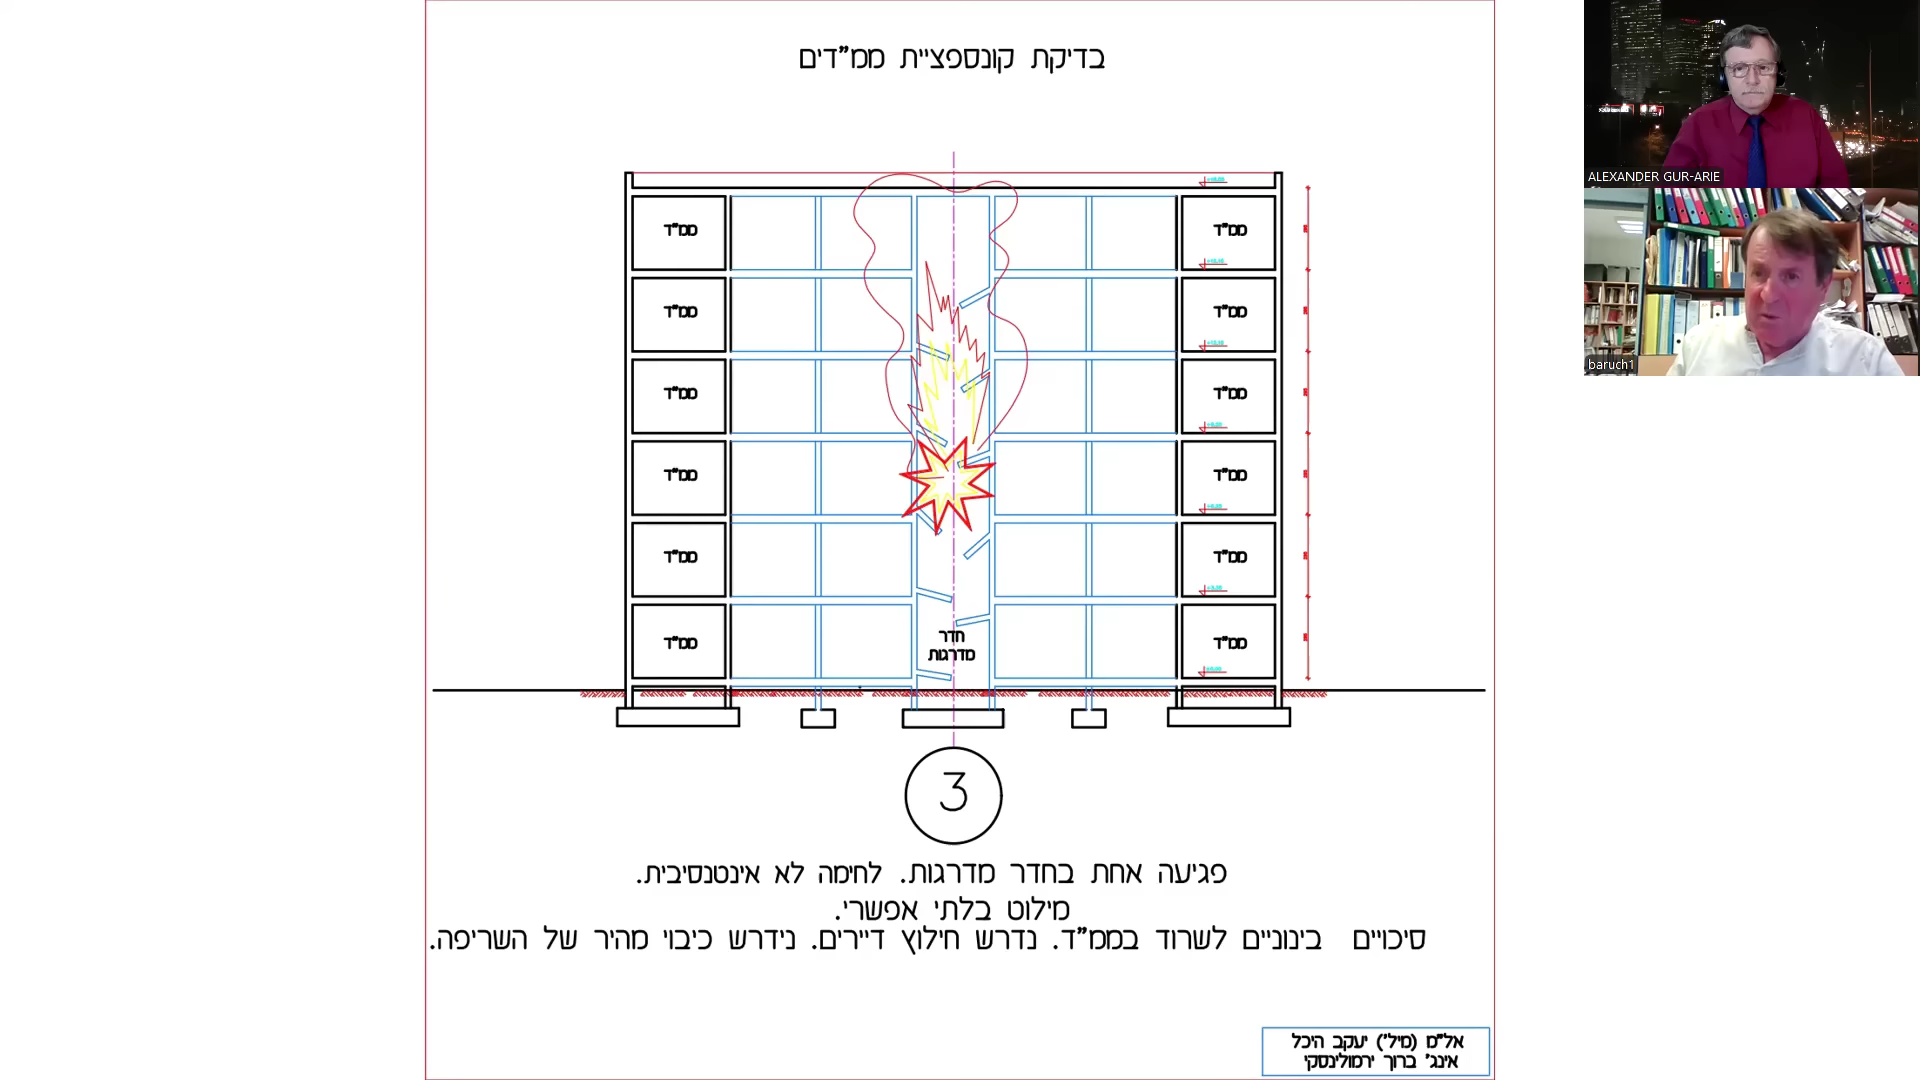 בדיקת קונספציית ממ"דים
ממ"ד ממ"ד
ממ"ד ממ"ד
ממ"ד ממ"ד
ממ"ד ממ"ד
ממ"ד ממ"ד
ממ"ד ממ"ד
חדר
מדרגות
3
פגיעה אחת בחדר מדרגות. לחימה לא אינטנסיבית.
מילוט בלתי אפשרי.
סיכויים בינוניים לשרוד בממ"ד. נדרש חילוץ דיירים. נידרש כיבוי מהיר של השריפה.
אל"מ (מיל') יעקב היכל
אינג' ברוך ירמולינסקי
ALEXANDER GUR-ARIE
baruch1